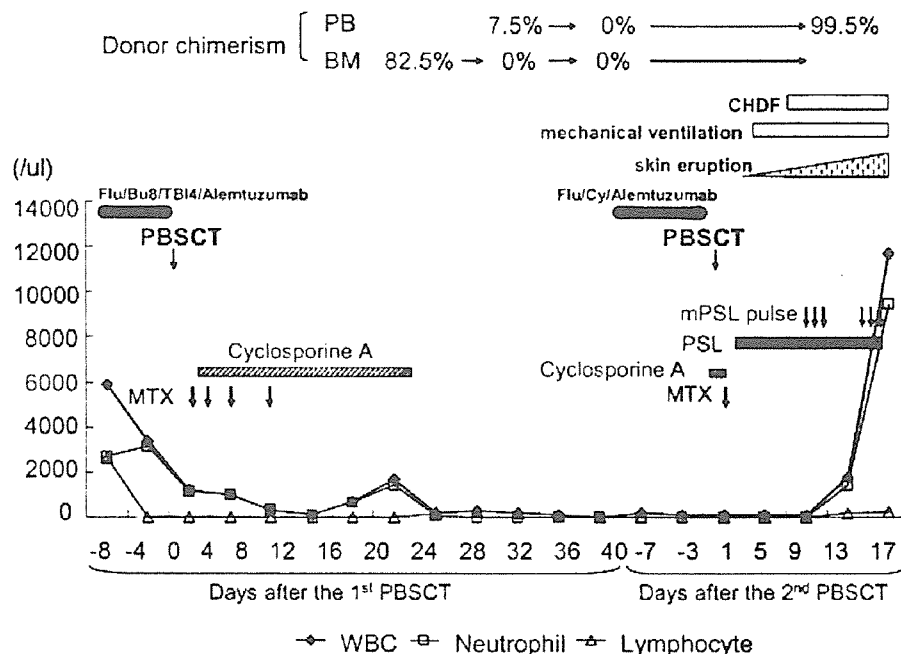 PB 7.5% → 0% → 99.5%
Donor chimerism
BM 82.5% → 0% → 0% →
CHDF
mechanical ventilation
skin eruption
(/ul)
Flu/Bu8/TBI4/Alemtuzumab
Flu/Cy/Alemtuzumab
14000
12000
10000
8000
6000
4000
2000
0
PBSCT
PBSCT
mPSL pulse
PSL
Cyclosporine A
Cyclosporine A
MTX
MTX
-8 -4 0 4 8 12 14 20 24 28 32 36 40 -7 -3 1 5 9 13 17
Days after the 1st PBSCT
Days after the 2nd PBSCT
WBC Neutrophil Lymphocyte